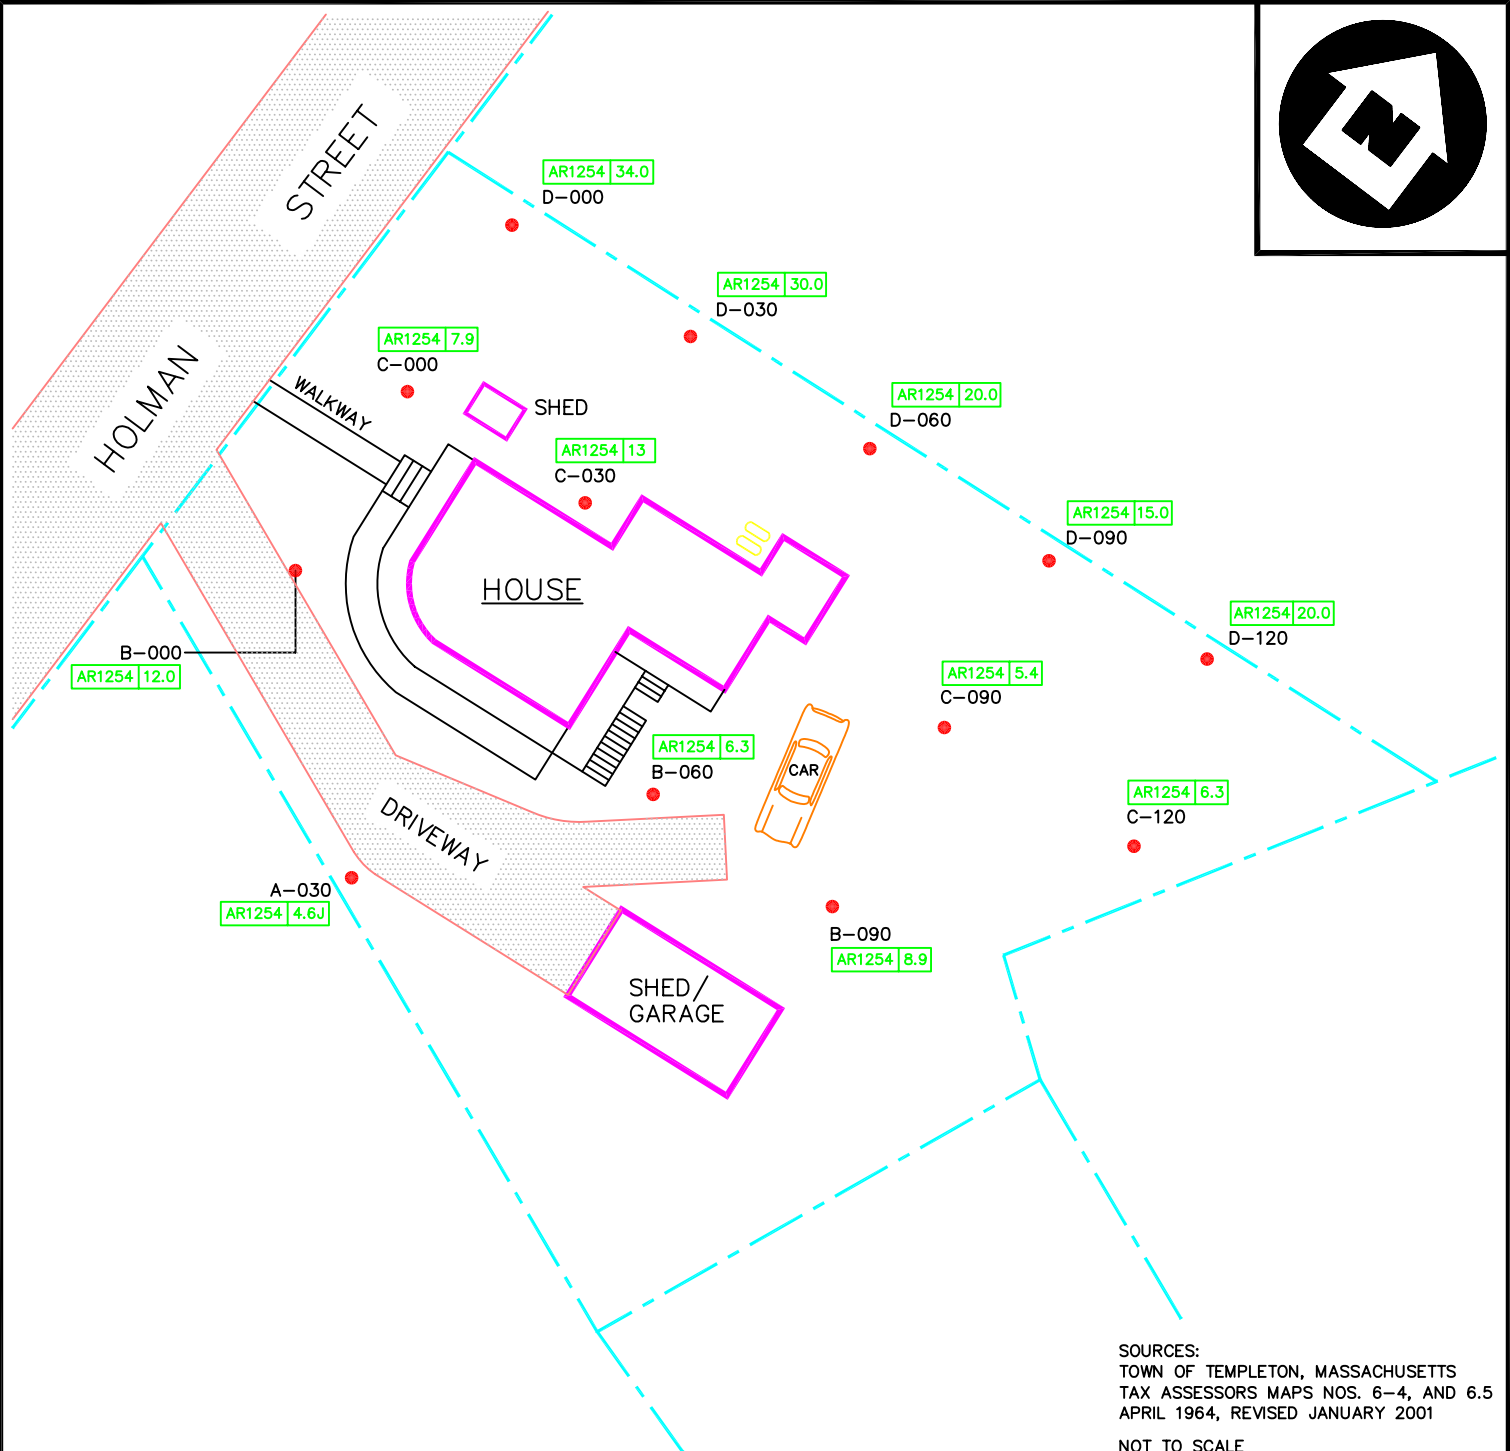 N
STREET
HOLMAN
AR1254 34.0
D-000
AR1254 30.0
D-030
AR1254 7.9
C-000
WALKWAY
SHED
AR1254 20.0
D-060
AR1254 13
C-030
AR1254 15.0
D-090
HOUSE
AR1254 20.0
D-120
B-000
AR1254 12.0
AR1254 5.4
C-090
AR1254 6.3
B-060
CAR
AR1254 6.3
C-120
DRIVEWAY
A-030
AR1254 4.6J
B-090
AR1254 8.9
SHED/
GARAGE
SOURCES:
TOWN OF TEMPLETON, MASSACHUSETTS
TAX ASSESSORS MAPS NOS. 6-4, AND 6.5
APRIL 1964, REVISED JANUARY 2001
NOT TO SCALE